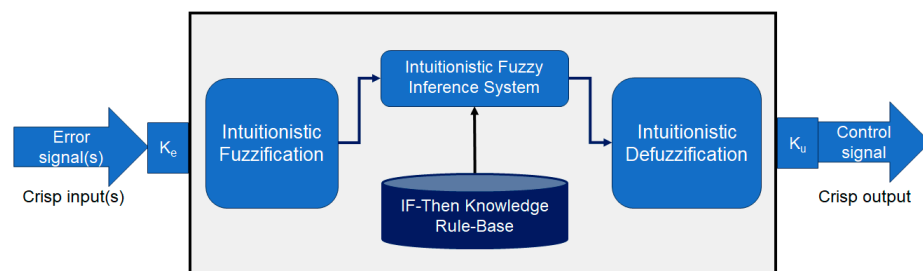 Error
signal(s)
Crisp input(s)
Kₑ
Intuitionistic
Fuzzification
Intuitionistic Fuzzy
Inference System
IF-Then Knowledge
Rule-Base
Intuitionistic
Defuzzification
Kᵤ
Control
signal
Crisp output